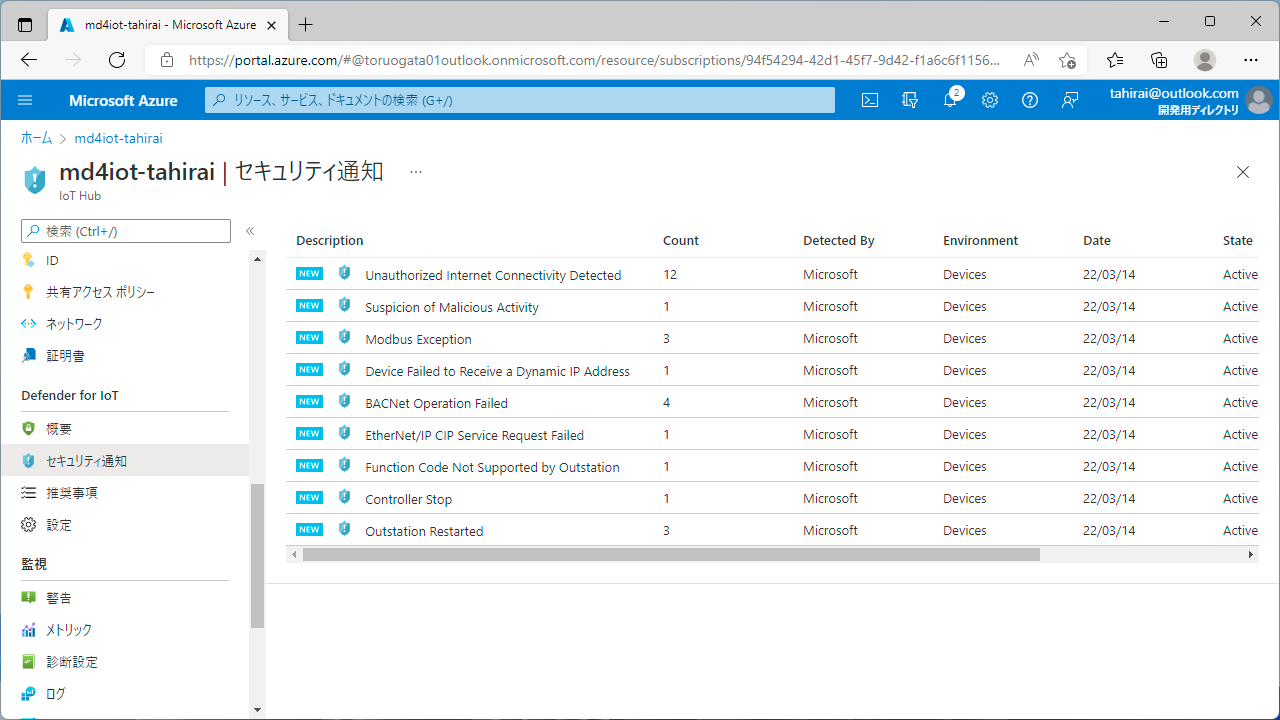 md4iot-tahirai - Microsoft Azure
https://portal.azure.com/#@toruogata01outlook.onmicrosoft.com/resource/subscriptions/94f54294-42d1-45f7-9d42-f1a6c6f1156...
Microsoft Azure
リソース、サービス、ドキュメントの検索 (G+/)
2
tahirai@outlook.com
開発用ディレクトリ
ホーム > md4iot-tahirai
md4iot-tahirai | セキュリティ通知 ...
IoT Hub
検索 (Ctrl+/) «
ID
共有アクセス ポリシー
ネットワーク
証明書
Defender for IoT
概要
セキュリティ通知
推奨事項
設定
監視
警告
メトリック
診断設定
ログ
Description Count Detected By Environment Date State
NEW Unauthorized Internet Connectivity Detected 12 Microsoft Devices 22/03/14 Active
NEW Suspicion of Malicious Activity 1 Microsoft Devices 22/03/14 Active
NEW Modbus Exception 3 Microsoft Devices 22/03/14 Active
NEW Device Failed to Receive a Dynamic IP Address 1 Microsoft Devices 22/03/14 Active
NEW BACNet Operation Failed 4 Microsoft Devices 22/03/14 Active
NEW EtherNet/IP CIP Service Request Failed 1 Microsoft Devices 22/03/14 Active
NEW Function Code Not Supported by Outstation 1 Microsoft Devices 22/03/14 Active
NEW Controller Stop 1 Microsoft Devices 22/03/14 Active
NEW Outstation Restarted 3 Microsoft Devices 22/03/14 Active